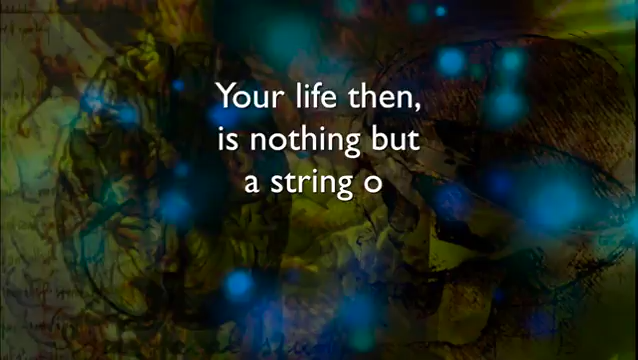 Your life then,
is nothing but
a string o